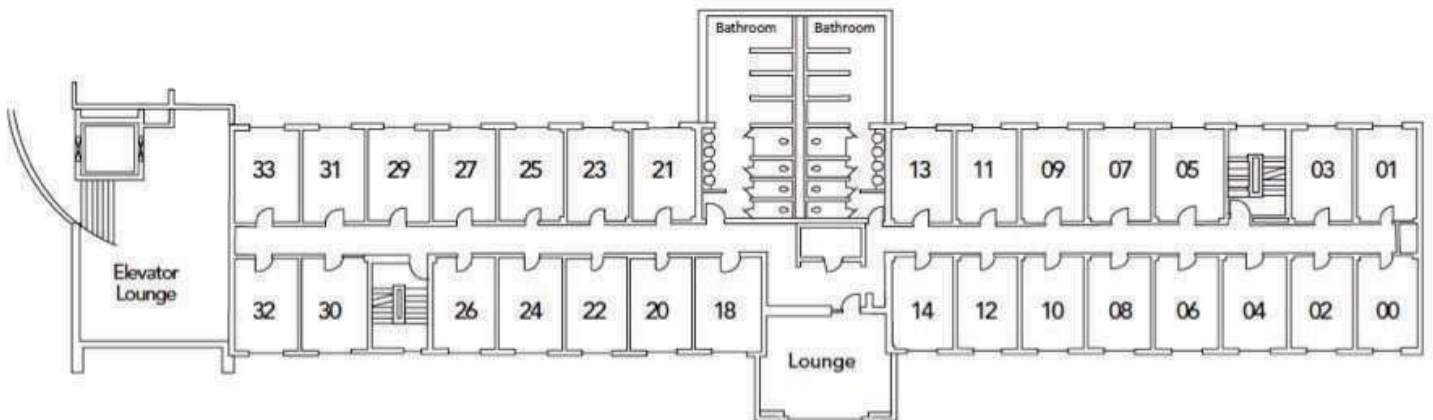 Bathroom Bathroom
33 31 29 27 25 23 21 13 11 09 07 05 03 01
Elevator
Lounge
32 30 26 24 22 20 18 14 12 10 08 06 04 02 00
Lounge